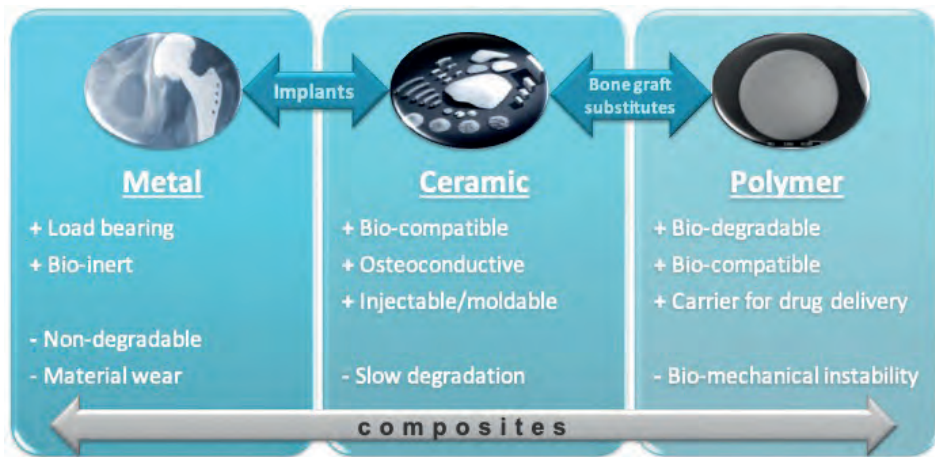 Implants
Bone graft
substitutes
Metal
+ Load bearing
+ Bio-inert
- Non-degradable
- Material wear
Ceramic
+ Bio-compatible
+ Osteoconductive
+ Injectable/moldable
- Slow degradation
Polymer
+ Bio-degradable
+ Bio-compatible
+ Carrier for drug delivery
- Bio-mechanical instability
composites